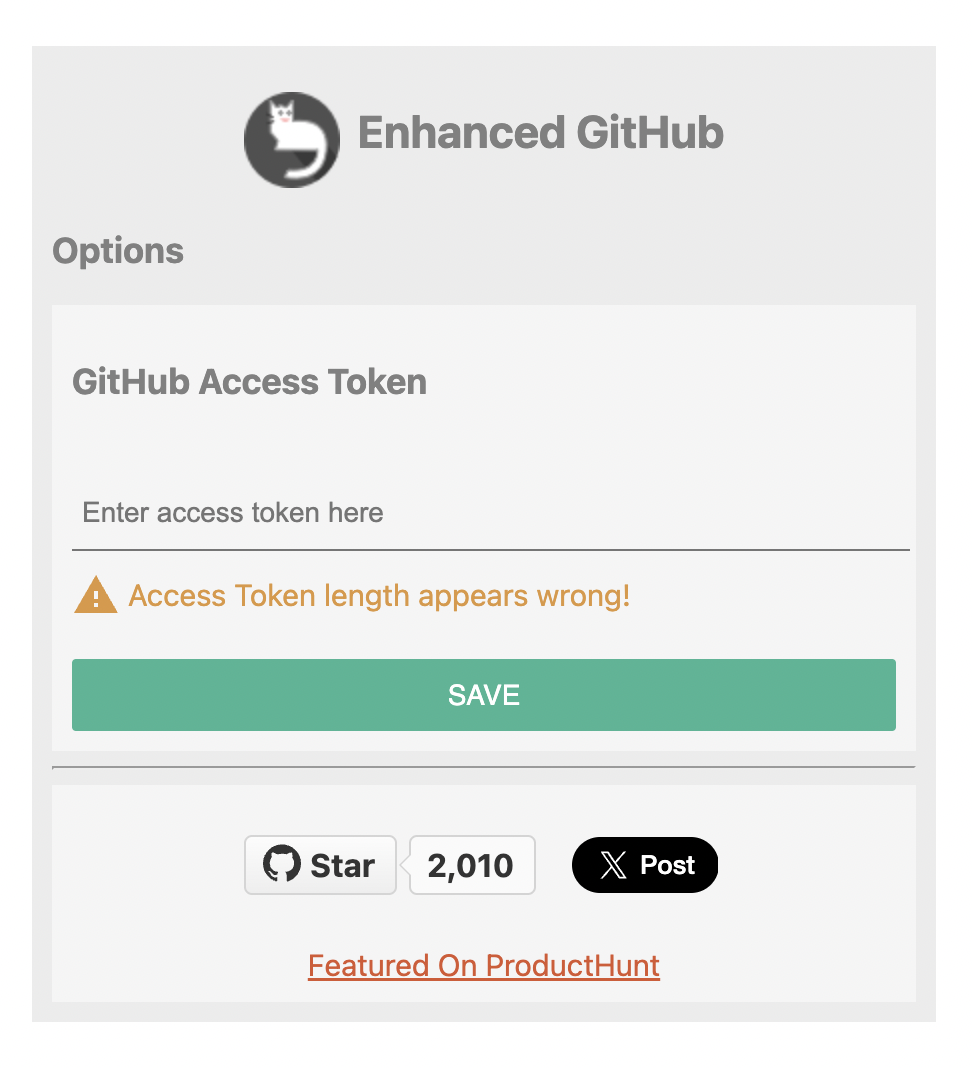 Enhanced GitHub
Options
GitHub Access Token
Enter access token here
Access Token length appears wrong!
SAVE
Star 2,010 Post
Featured On ProductHunt